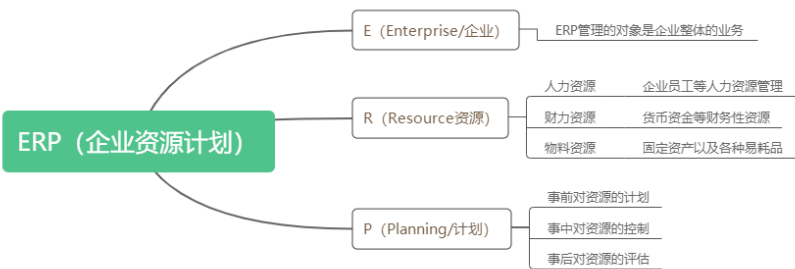 ERP（企业资源计划）
E（Enterprise/企业）
ERP管理的对象是企业整体的业务
R（Resource资源）
人力资源 企业员工等人力资源管理
财力资源 货币资金等财务性资源
物料资源 固定资产以及各种易耗品
P（Planning/计划）
事前对资源的计划
事中对资源的控制
事后对资源的评估